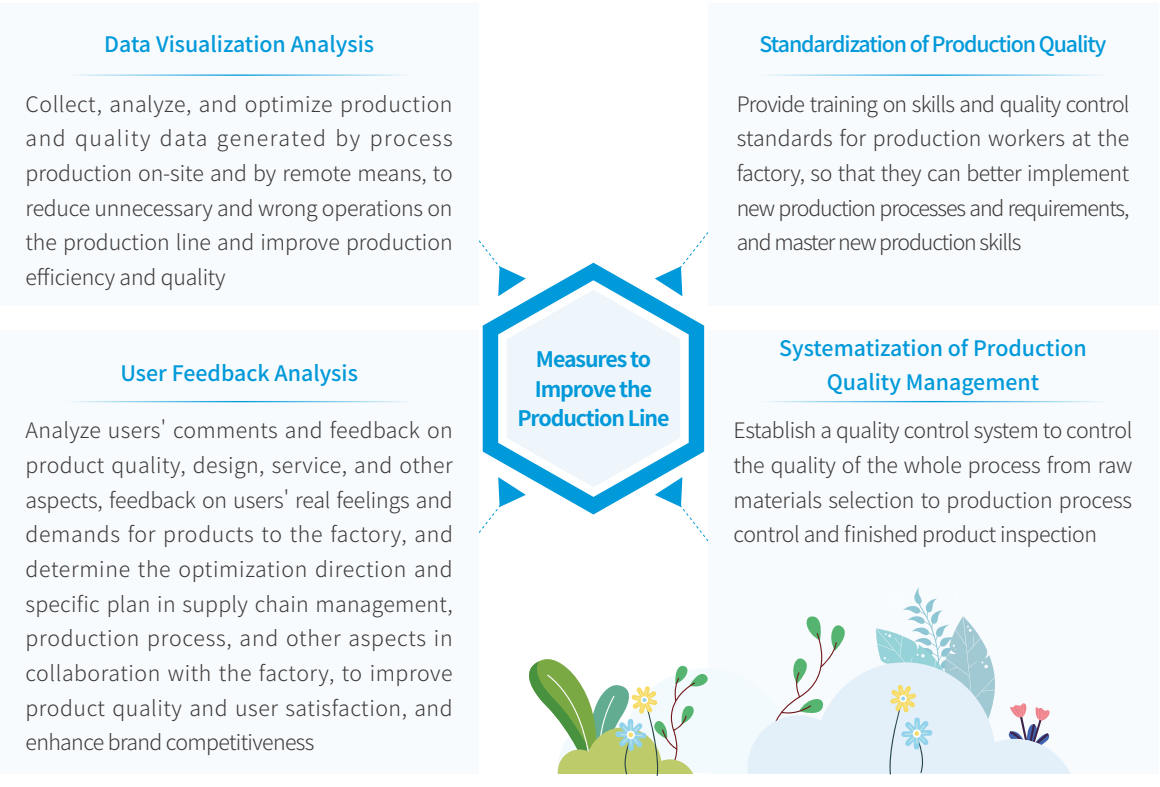 Data Visualization Analysis
Collect, analyze, and optimize production
and quality data generated by process
production on-site and by remote means, to
reduce unnecessary and wrong operations on
the production line and improve production
efficiency and quality
Standardization of Production Quality
Provide training on skills and quality control
standards for production workers at the
factory, so that they can better implement
new production processes and requirements,
and master new production skills
Measures to
Improve the
Production Line
User Feedback Analysis
Analyze users' comments and feedback on
product quality, design, service, and other
aspects, feedback on users' real feelings and
demands for products to the factory, and
determine the optimization direction and
specific plan in supply chain management,
production process, and other aspects in
collaboration with the factory, to improve
product quality and user satisfaction, and
enhance brand competitiveness
Systematization of Production
Quality Management
Establish a quality control system to control
the quality of the whole process from raw
materials selection to production process
control and finished product inspection